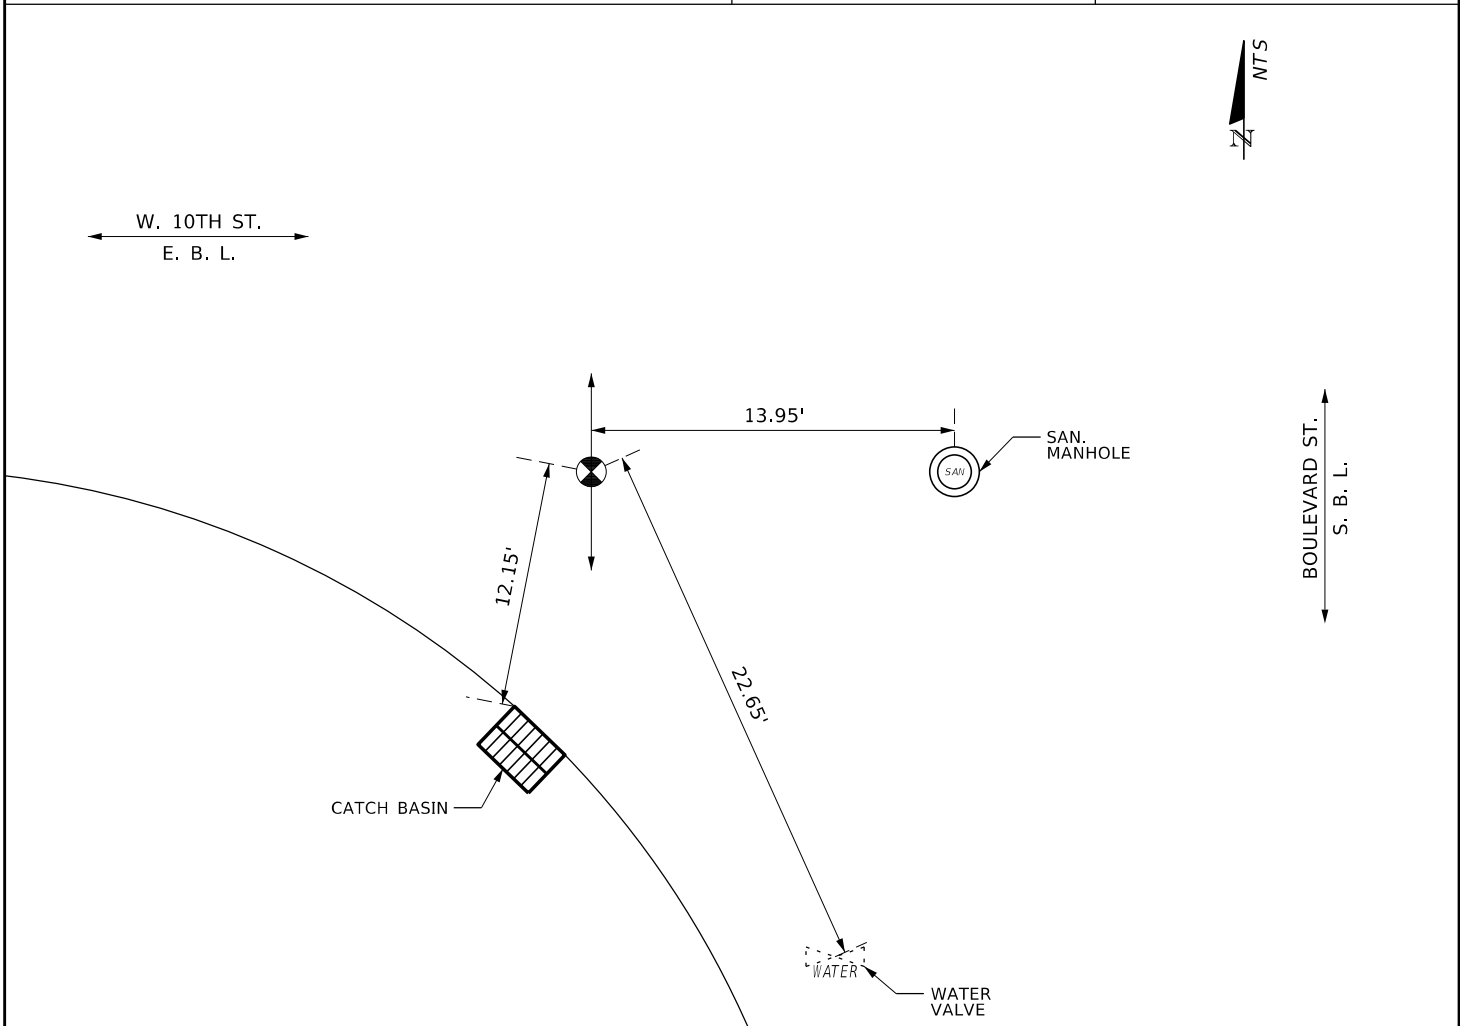 NTS
N
W. 10TH ST.
E. B. L.
13.95'
SAN.
MANHOLE
SAN
BOULEVARD ST.
S. B. L.
12.15'
22.65'
CATCH BASIN
WATER
WATER
VALVE